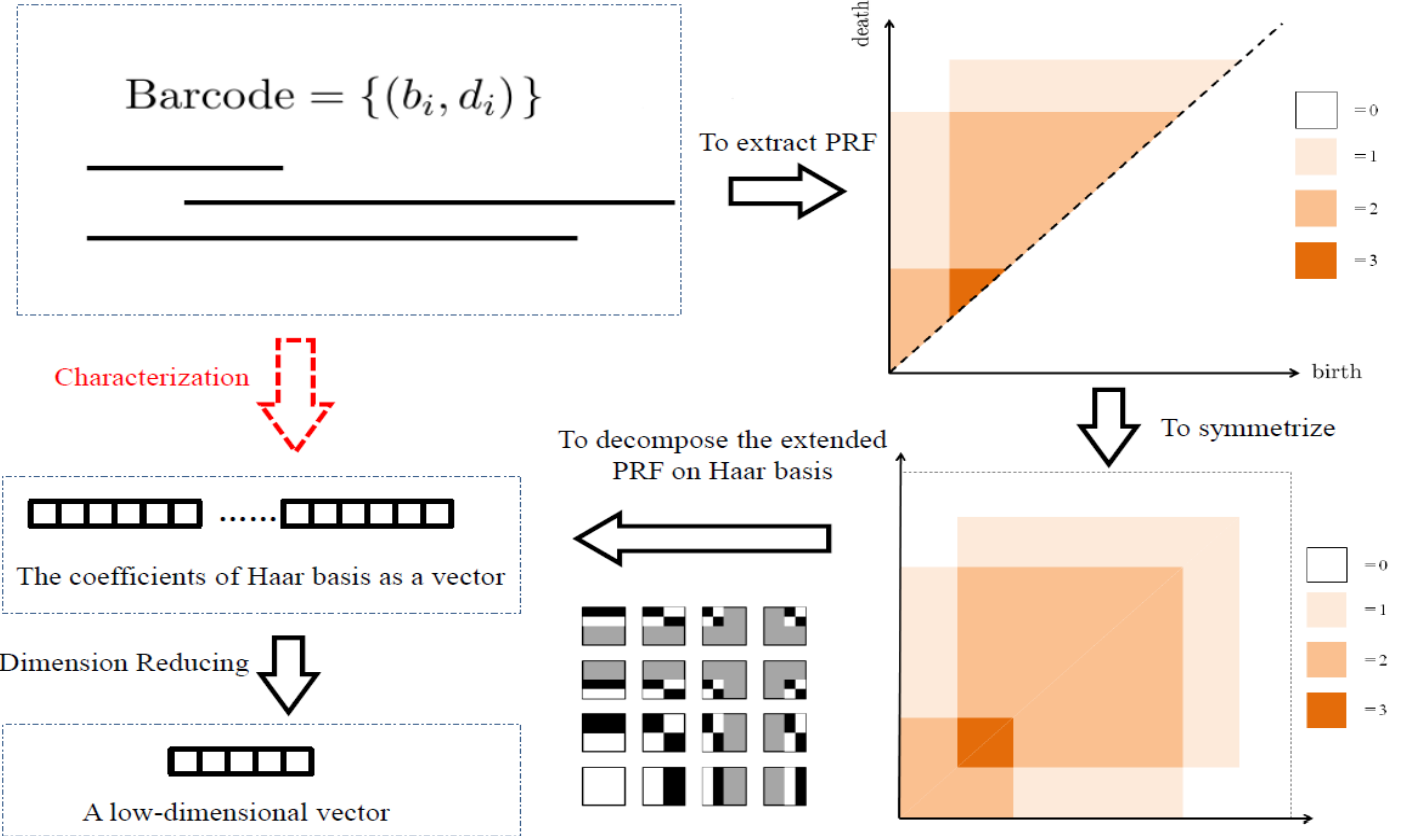 Barcode = {(b_i, d_i)}
To extract PRF
death
= 0
= 1
= 2
= 3
birth
Characterization
To symmetrize
To decompose the extended
PRF on Haar basis
......
The coefficients of Haar basis as a vector
= 0
= 1
= 2
= 3
Dimension Reducing
A low-dimensional vector